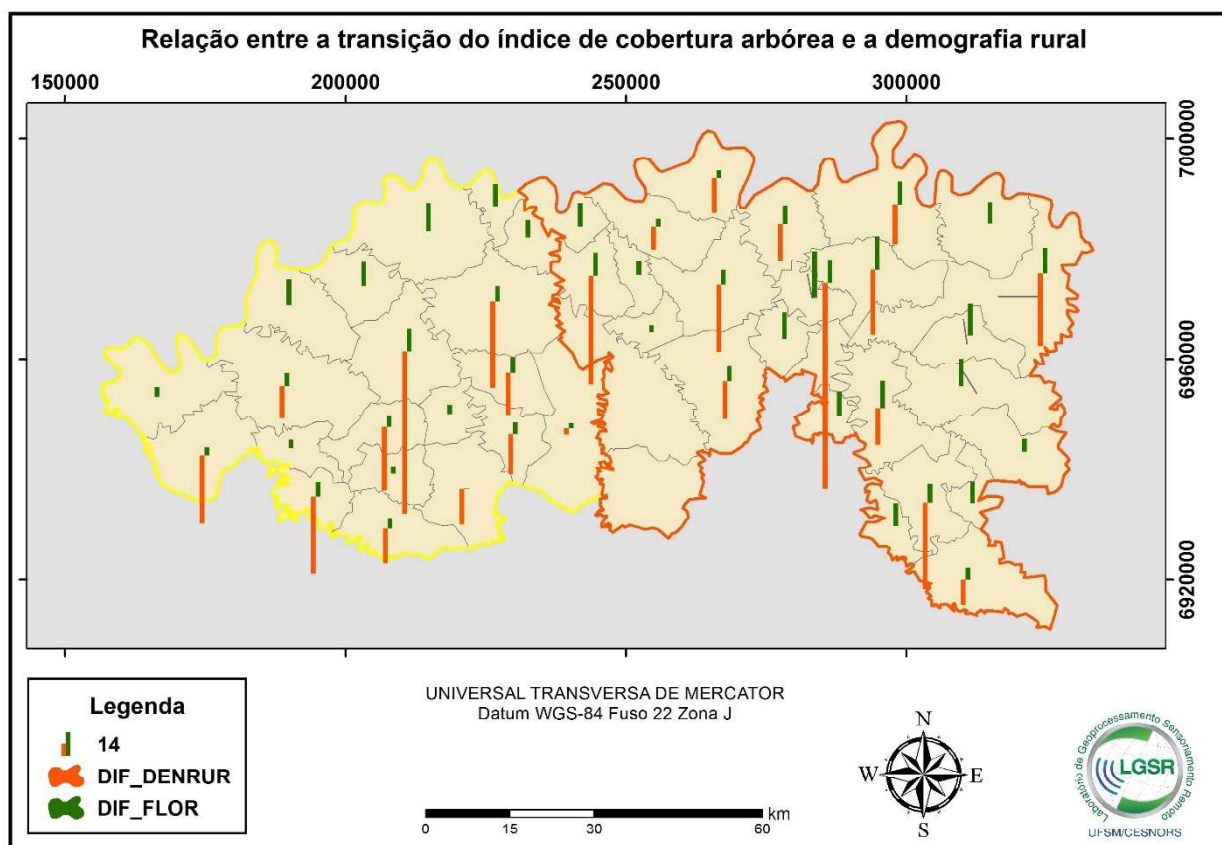 Relação entre a transição do índice de cobertura arbórea e a demografia rural
150000 200000 250000 300000
7000000
6960000
6920000
Legenda
14
DIF_DENRUR
DIF_FLOR
UNIVERSAL TRANSVERSA DE MERCATOR
Datum WGS-84 Fuso 22 Zona J
0 15 30 60 km
N
W E
S
Laboratório de Geoprocessamento Sensoriamento Remoto
LGSR
UFSM/CESNORS